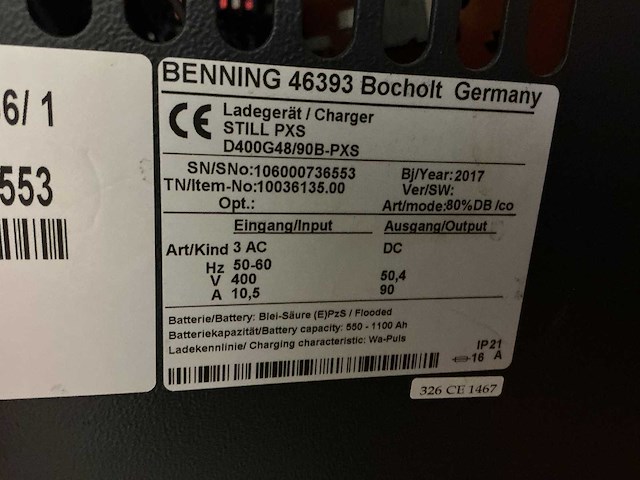 6/ 1
553
BENNING 46393 Bocholt Germany
CE Ladegerät / Charger
STILL PXS
D400G48/90B-PXS
SN/SNo:106000736553 Bj/Year:2017
TN/Item-No:10036135.00 Ver/SW:
Opt.: Art/mode:80%DB /co
Eingang/Input Ausgang/Output
Art/Kind 3 AC DC
Hz 50-60
V 400 50,4
A 10,5 90
Batterie/Battery: Blei-Säure (E)PzS / Flooded
Batteriekapazität/Battery capacity: 550 - 1100 Ah
Ladekennlinie/ Charging characteristic: Wa-Puls
IP21
16 A
326 CE 1467